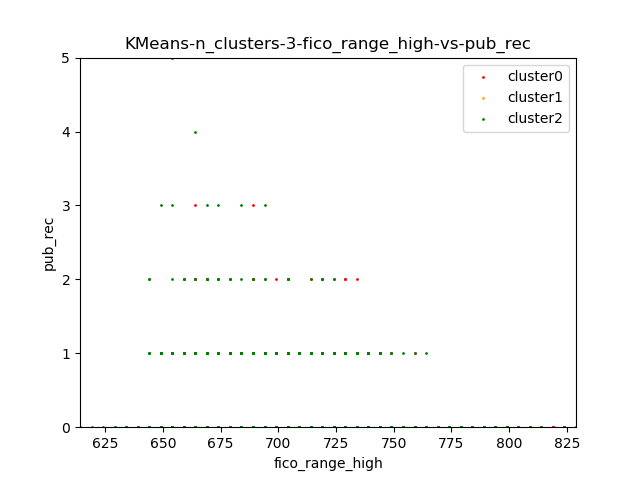 KMeans-n_clusters-3-fico_range_high-vs-pub_rec
cluster0
cluster1
cluster2
5
4
3
2
1
0
pub_rec
625 650 675 700 725 750 775 800 825
fico_range_high